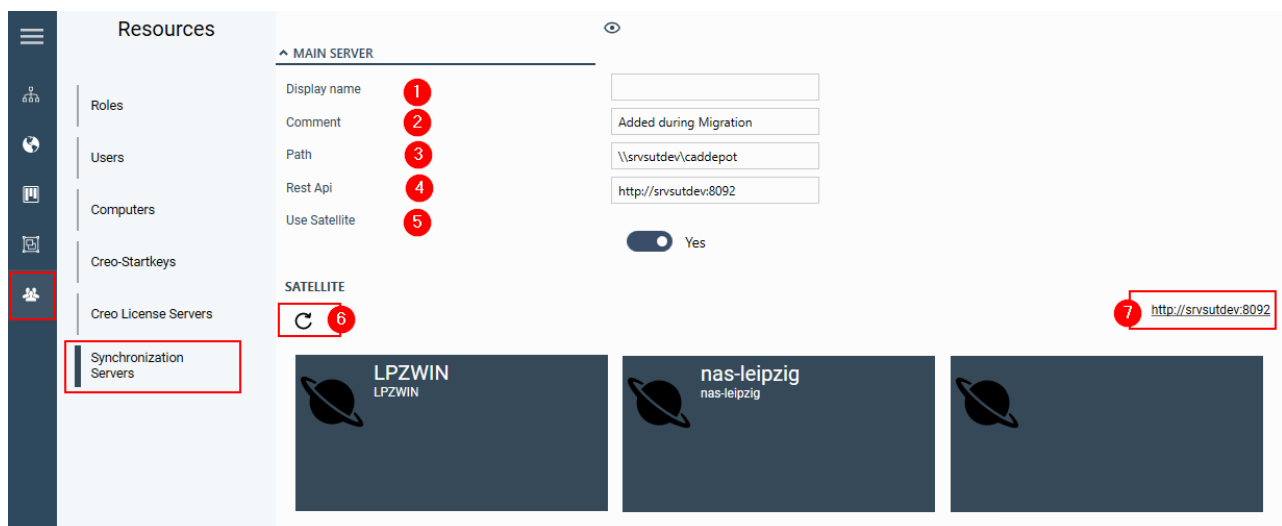 Resources
Roles
Users
Computers
Creo-Startkeys
Creo License Servers
Synchronization
Servers
MAIN SERVER
Display name 1
Comment 2 Added during Migration
Path 3 \\srvsutdev\caddepot
Rest Api 4 http://srvsutdev:8092
Use Satellite 5
Yes
SATELLITE
6
7 http://srvsutdev:8092
LPZWIN
LPZWIN
nas-leipzig
nas-leipzig